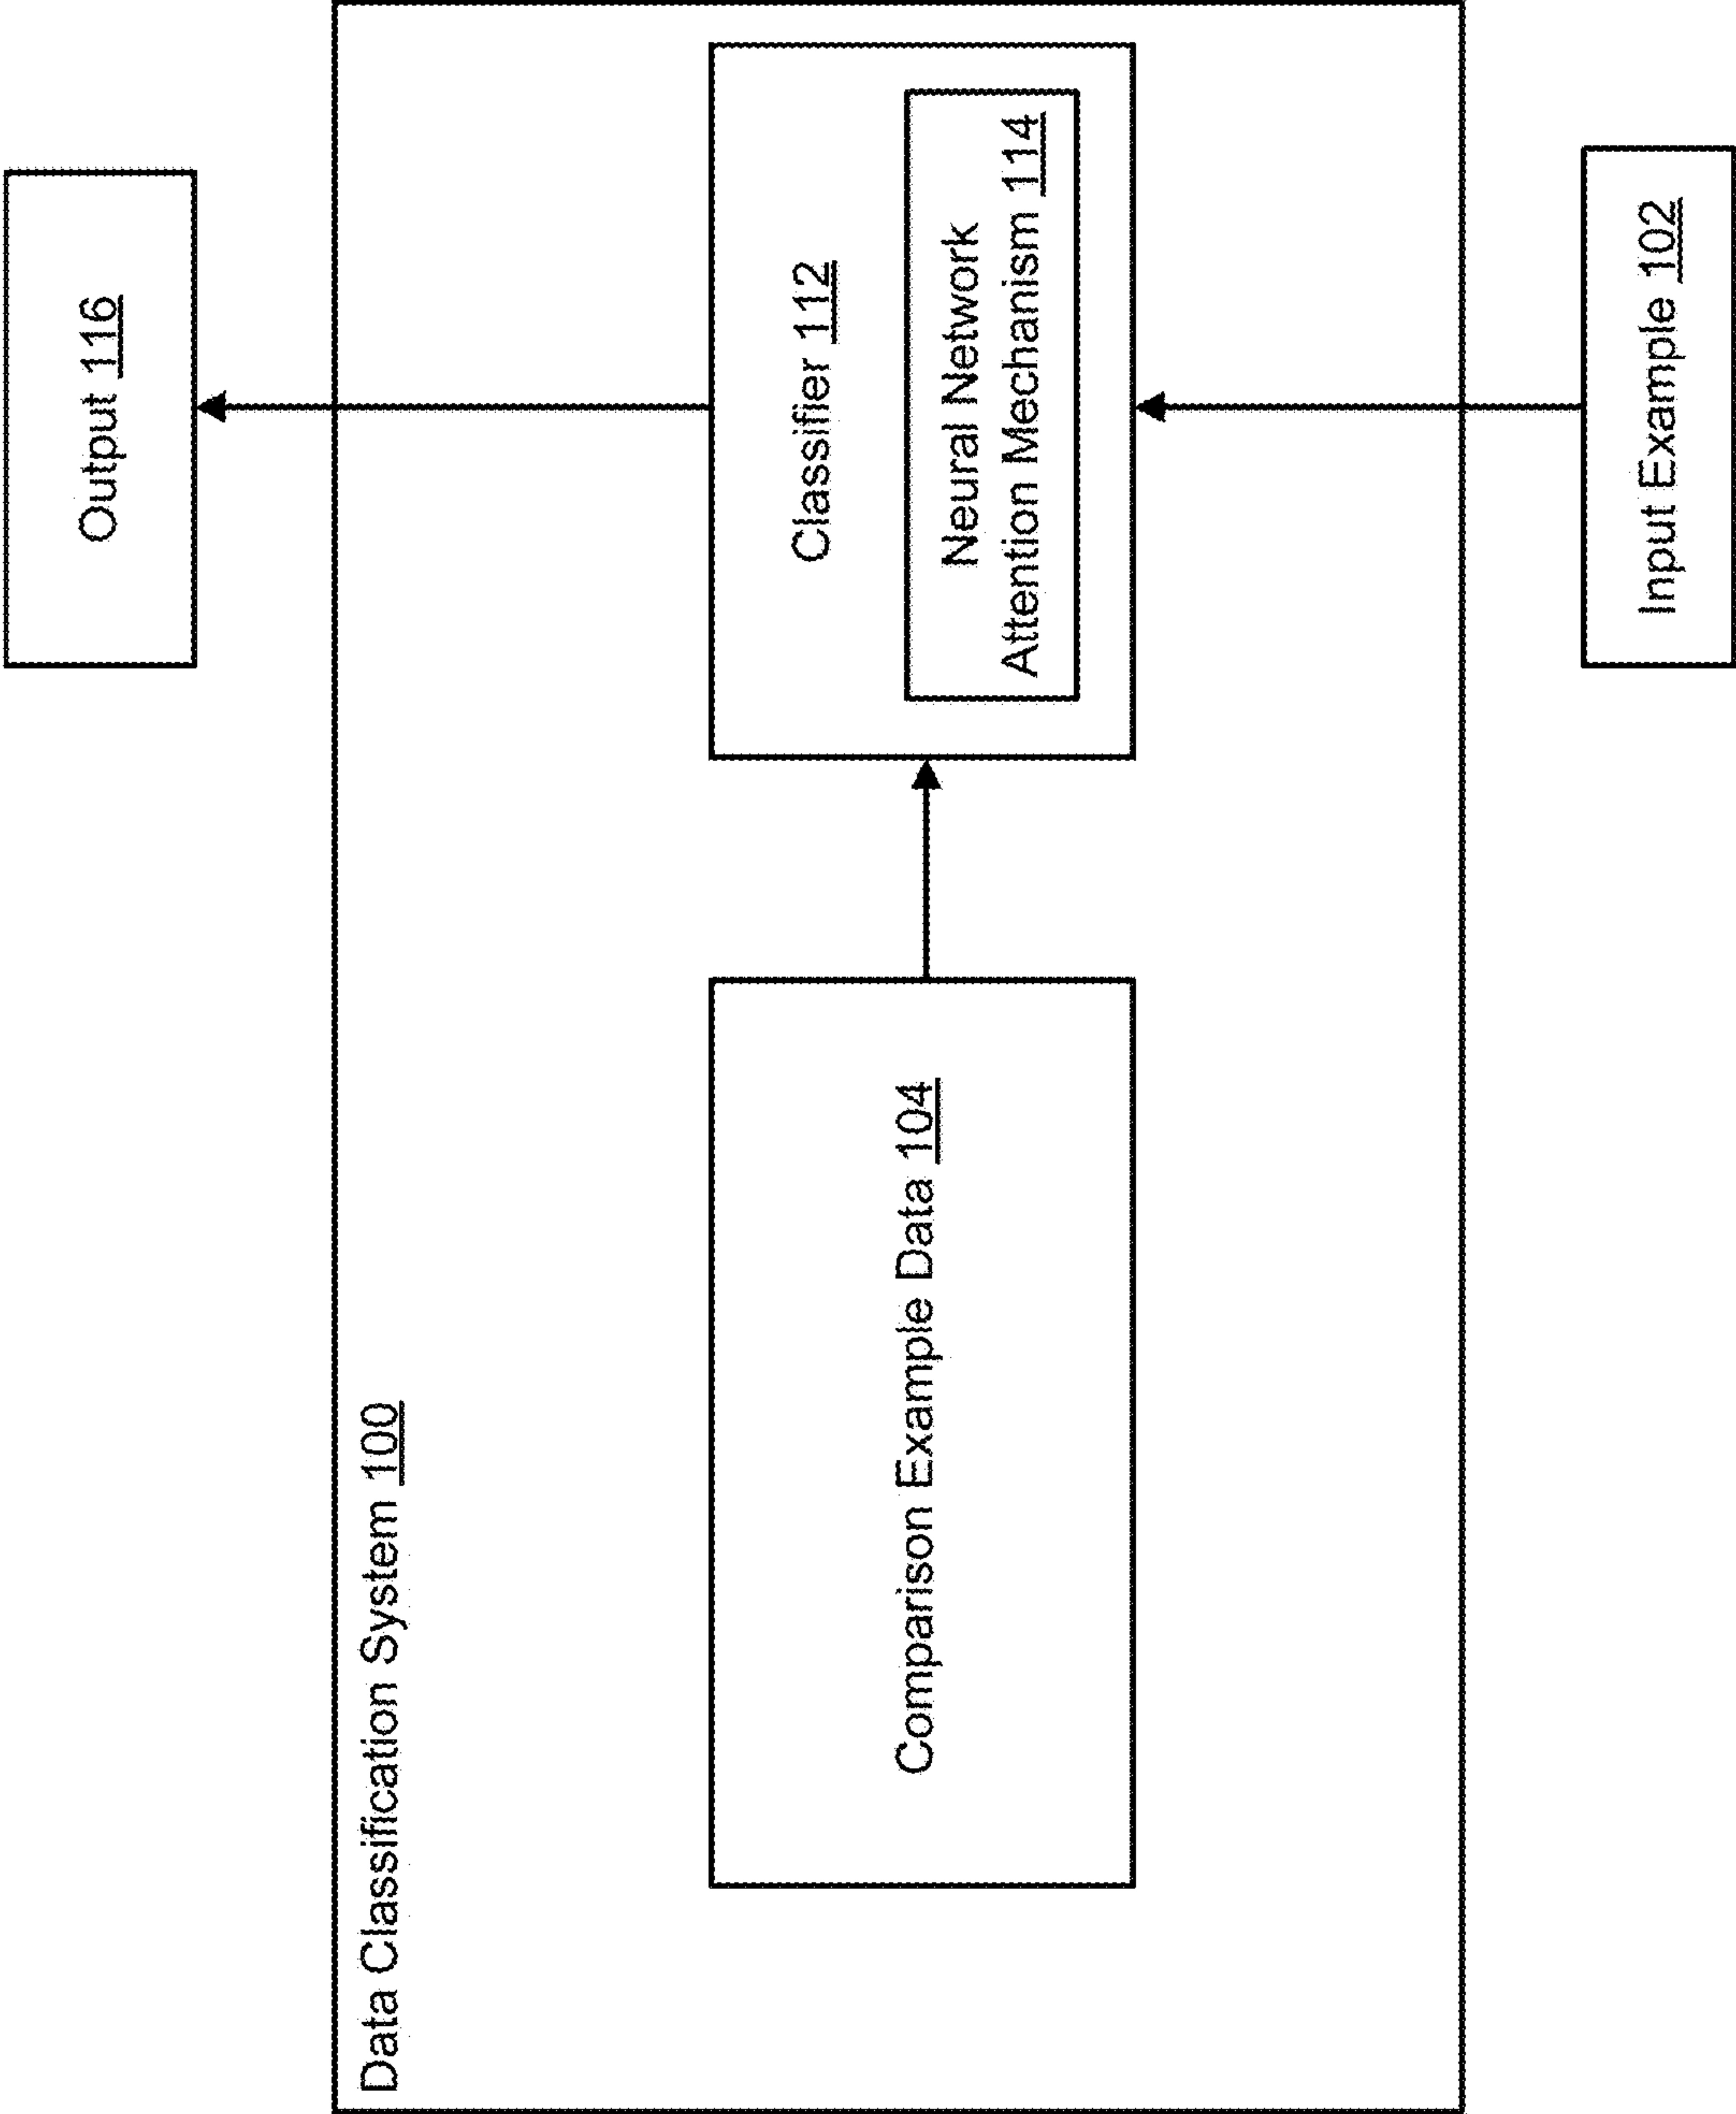 Data Classification System 100
Output 116
Comparison Example Data 104
Classifier 112
Neural Network
Attention Mechanism 114
Input Example 102